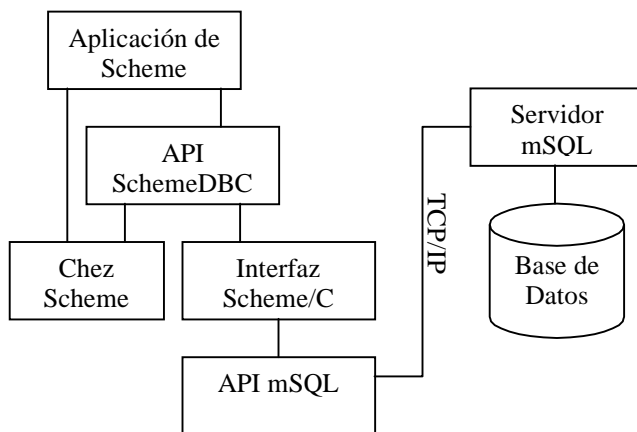 Aplicación de
Scheme
API
SchemeDBC
Servidor
mSQL
TCP/IP
Chez
Scheme
Interfaz
Scheme/C
Base de
Datos
API mSQL